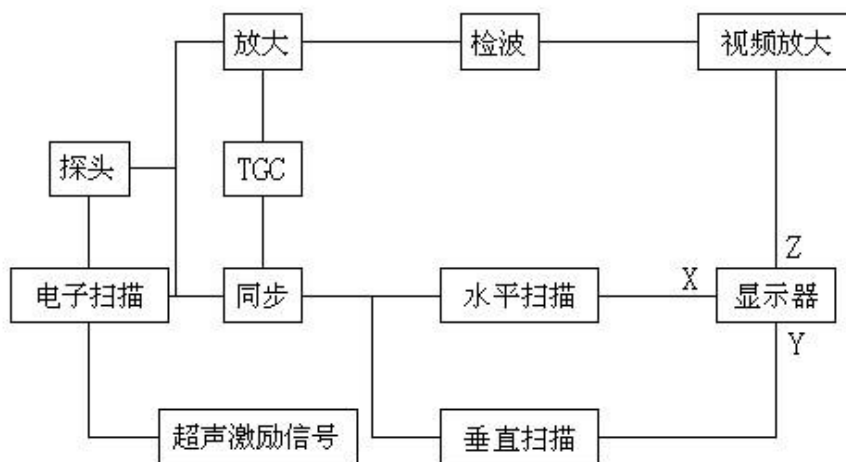 放大
检波
视频放大
探头
TGC
Z
电子扫描
同步
水平扫描
X
显示器
Y
超声激励信号
垂直扫描